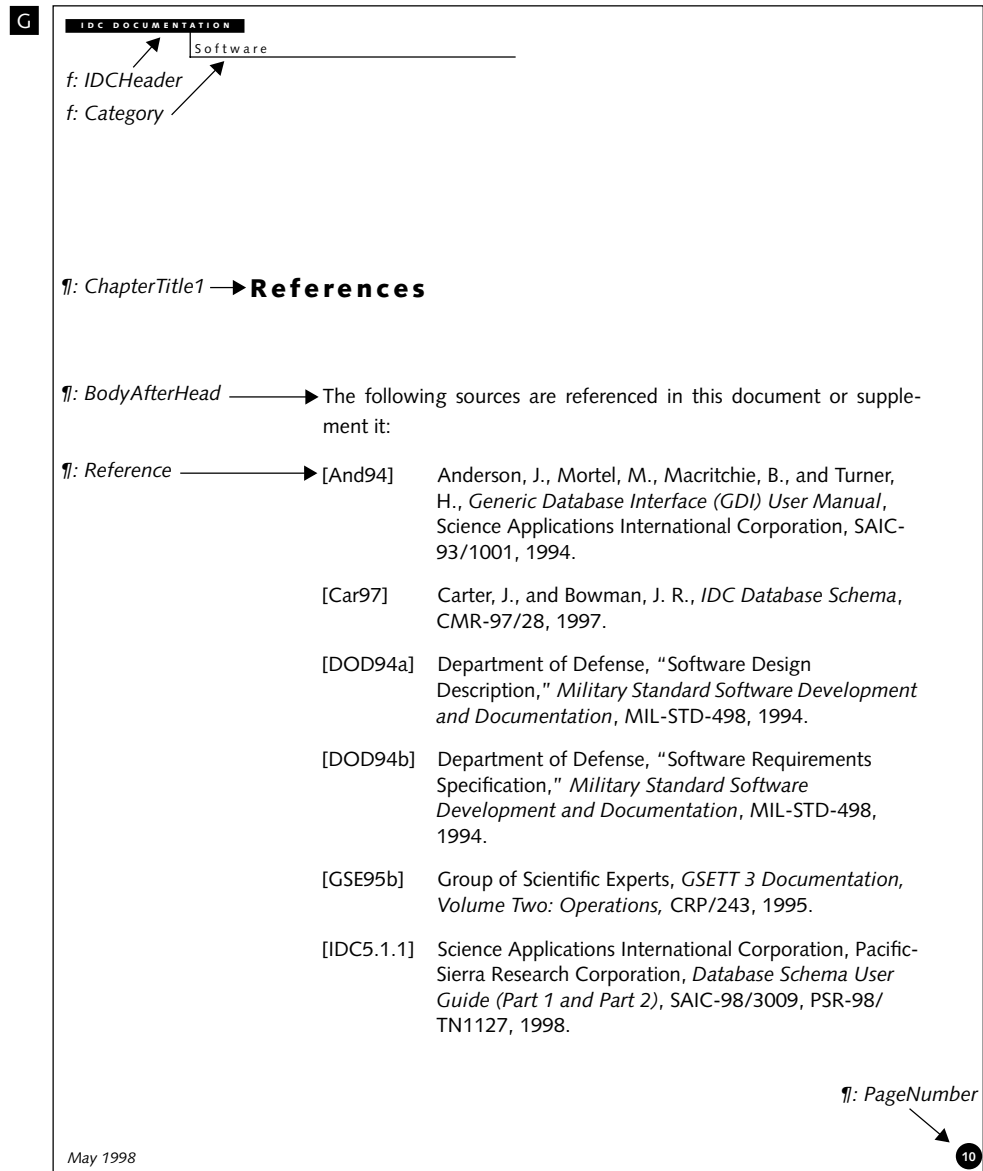 G
IDC DOCUMENTATION
Software
f: IDCHeader
f: Category
¶: ChapterTitle1
References
¶: BodyAfterHead
The following sources are referenced in this document or supple-
ment it:
¶: Reference
[And94] Anderson, J., Mortel, M., Macritchie, B., and Turner,
H., Generic Database Interface (GDI) User Manual,
Science Applications International Corporation, SAIC-
93/1001, 1994.
[Car97] Carter, J., and Bowman, J. R., IDC Database Schema,
CMR-97/28, 1997.
[DOD94a] Department of Defense, “Software Design
Description,” Military Standard Software Development
and Documentation, MIL-STD-498, 1994.
[DOD94b] Department of Defense, “Software Requirements
Specification,” Military Standard Software
Development and Documentation, MIL-STD-498,
1994.
[GSE95b] Group of Scientific Experts, GSETT 3 Documentation,
Volume Two: Operations, CRP/243, 1995.
[IDC5.1.1] Science Applications International Corporation, Pacific-
Sierra Research Corporation, Database Schema User
Guide (Part 1 and Part 2), SAIC-98/3009, PSR-98/
TN1127, 1998.
¶: PageNumber
May 1998
10